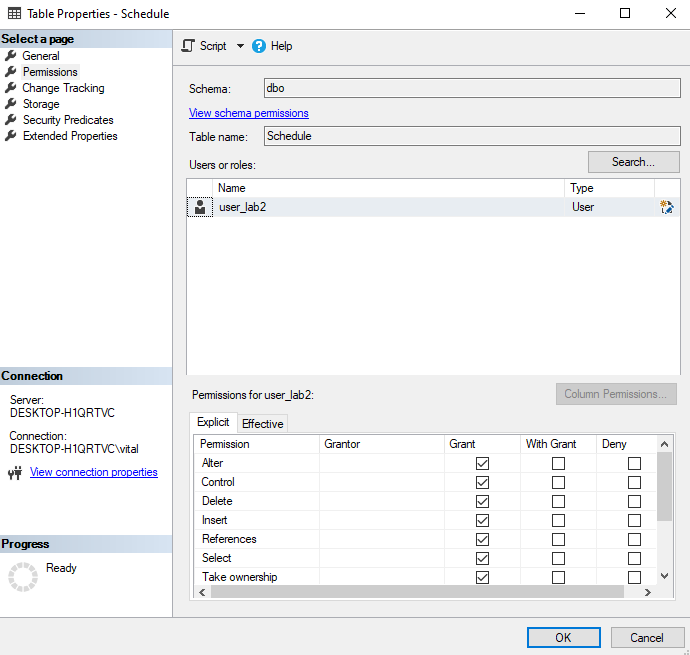 Table Properties - Schedule
Select a page
General
Permissions
Change Tracking
Storage
Security Predicates
Extended Properties
Connection
Server:
DESKTOP-H1QRTVC
Connection:
DESKTOP-H1QRTVC\vital
View connection properties
Progress
Ready
Script Help
Schema: dbo
View schema permissions
Table name: Schedule
Users or roles: Search...
Name Type
user_lab2 User
Permissions for user_lab2: Column Permissions...
Explicit Effective
Permission Grantor Grant With Grant Deny
Alter
Control
Delete
Insert
References
Select
Take ownership
OK Cancel